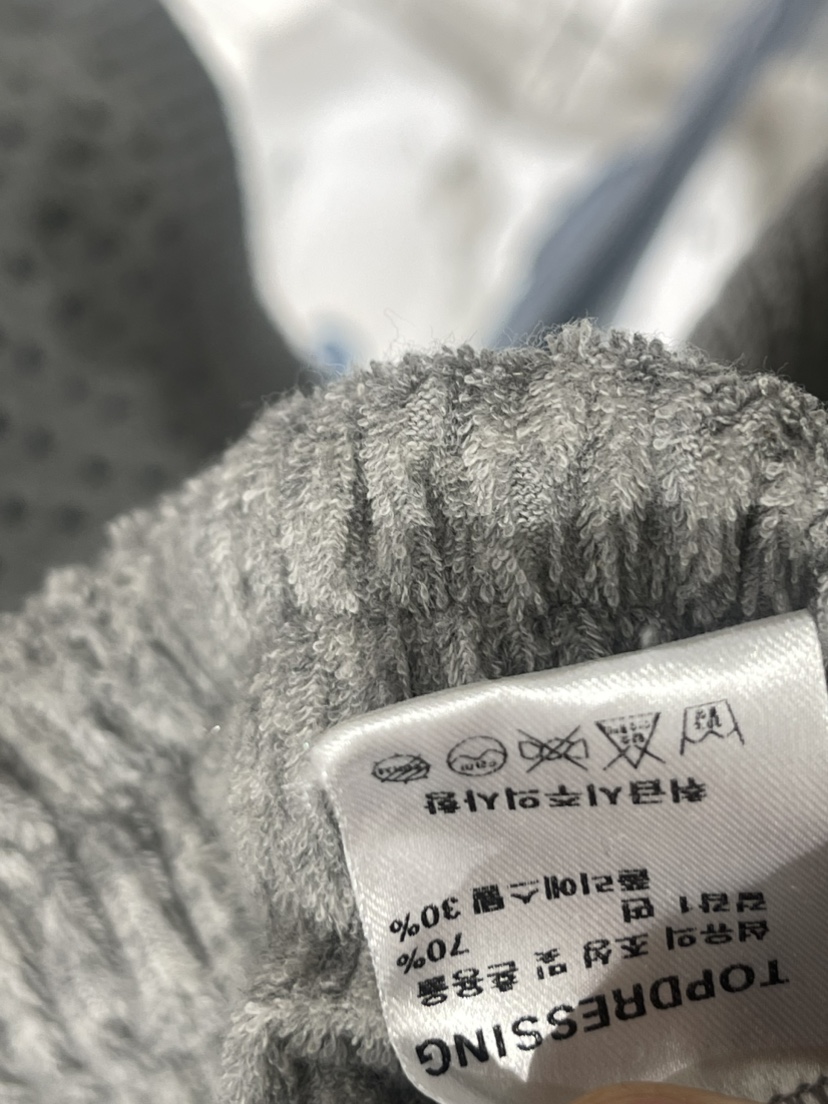 TOPDRESSING
섬유의 조성 및 혼용율
겉감1 면 70%
폴리에스텔 30%
취급시주의사항